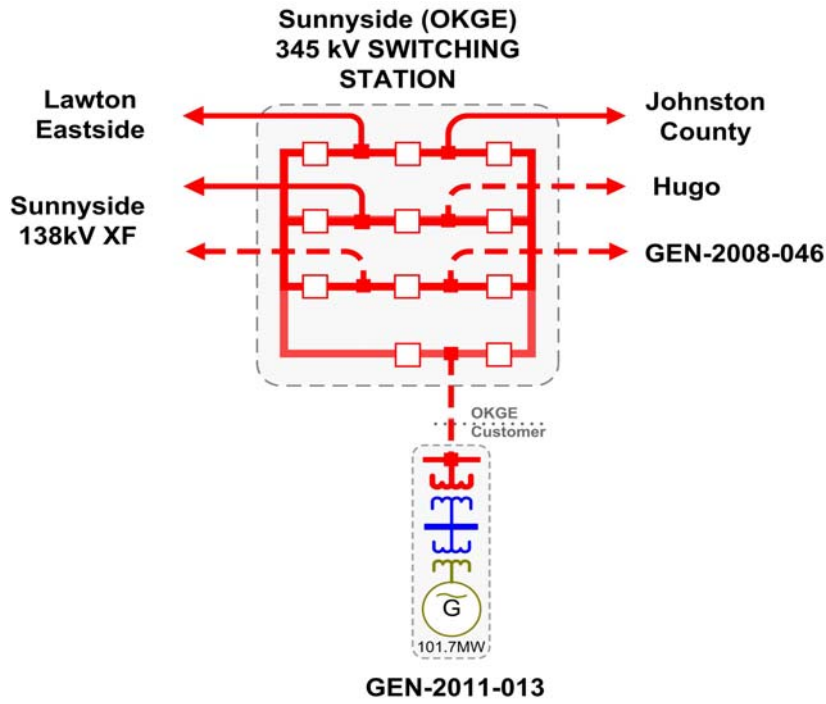 Sunnyside (OKGE)
345 kV SWITCHING
STATION
Lawton
Eastside
Johnston
County
Hugo
Sunnyside
138kV XF
GEN-2008-046
OKGE
Customer
G
101.7MW
GEN-2011-013